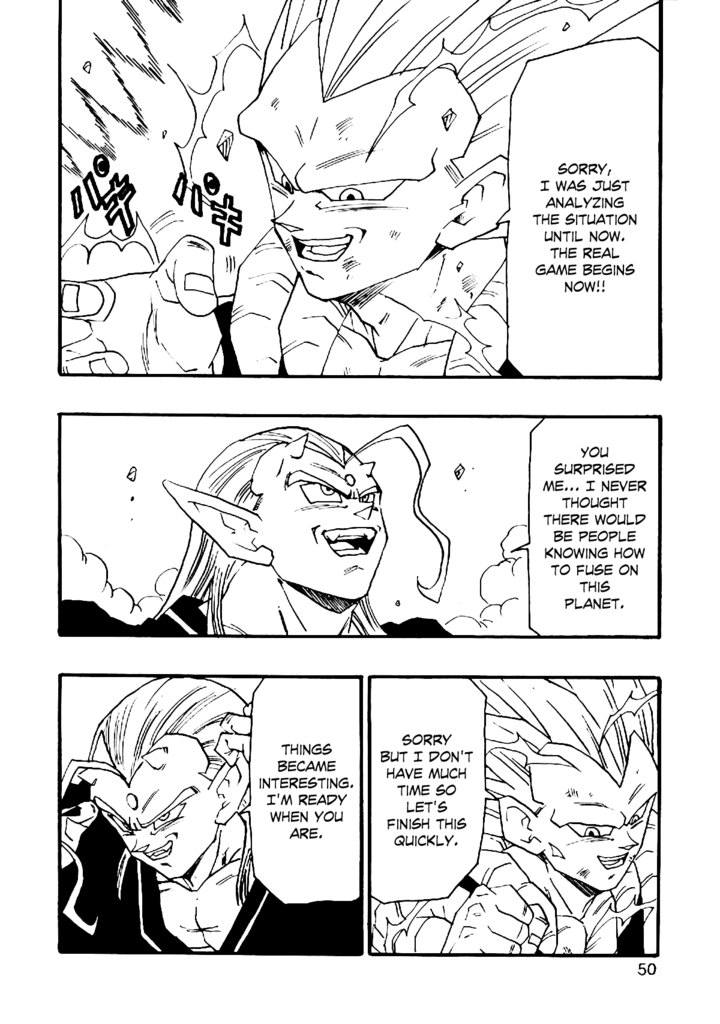 SORRY,
I WAS JUST
ANALYZING
THE SITUATION
UNTIL NOW.
THE REAL
GAME BEGINS
NOW!!
パキ
パキ
YOU
SURPRISED
ME... I NEVER
THOUGHT
THERE WOULD
BE PEOPLE
KNOWING HOW
TO FUSE ON
THIS
PLANET.
SORRY
BUT I DON'T
HAVE MUCH
TIME SO
LET'S
FINISH THIS
QUICKLY.
THINGS
BECAME
INTERESTING.
I'M READY
WHEN YOU
ARE.
50